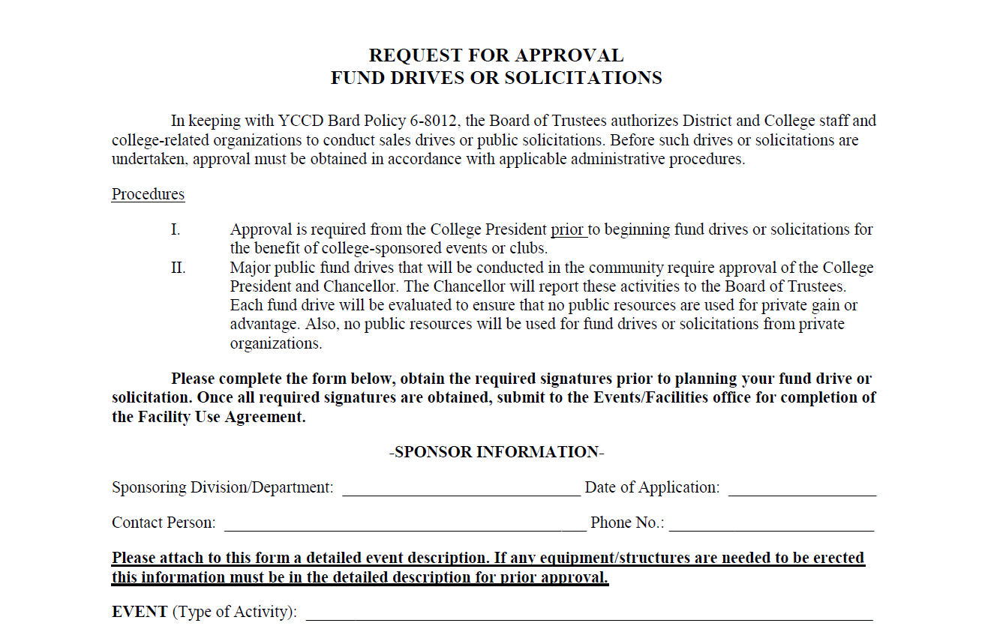 REQUEST FOR APPROVAL
FUND DRIVES OR SOLICITATIONS
In keeping with YCCD Bard Policy 6-8012, the Board of Trustees authorizes District and College staff and
college-related organizations to conduct sales drives or public solicitations. Before such drives or solicitations are
undertaken, approval must be obtained in accordance with applicable administrative procedures.
Procedures
I. Approval is required from the College President prior to beginning fund drives or solicitations for
the benefit of college-sponsored events or clubs.
II. Major public fund drives that will be conducted in the community require approval of the College
President and Chancellor. The Chancellor will report these activities to the Board of Trustees.
Each fund drive will be evaluated to ensure that no public resources are used for private gain or
advantage. Also, no public resources will be used for fund drives or solicitations from private
organizations.
Please complete the form below, obtain the required signatures prior to planning your fund drive or
solicitation. Once all required signatures are obtained, submit to the Events/Facilities office for completion of
the Facility Use Agreement.
-SPONSOR INFORMATION-
Sponsoring Division/Department: ____________________________ Date of Application: __________________
Contact Person: ____________________________________________ Phone No.: _________________________
Please attach to this form a detailed event description. If any equipment/structures are needed to be erected
this information must be in the detailed description for prior approval.
EVENT (Type of Activity): ____________________________________________________________________